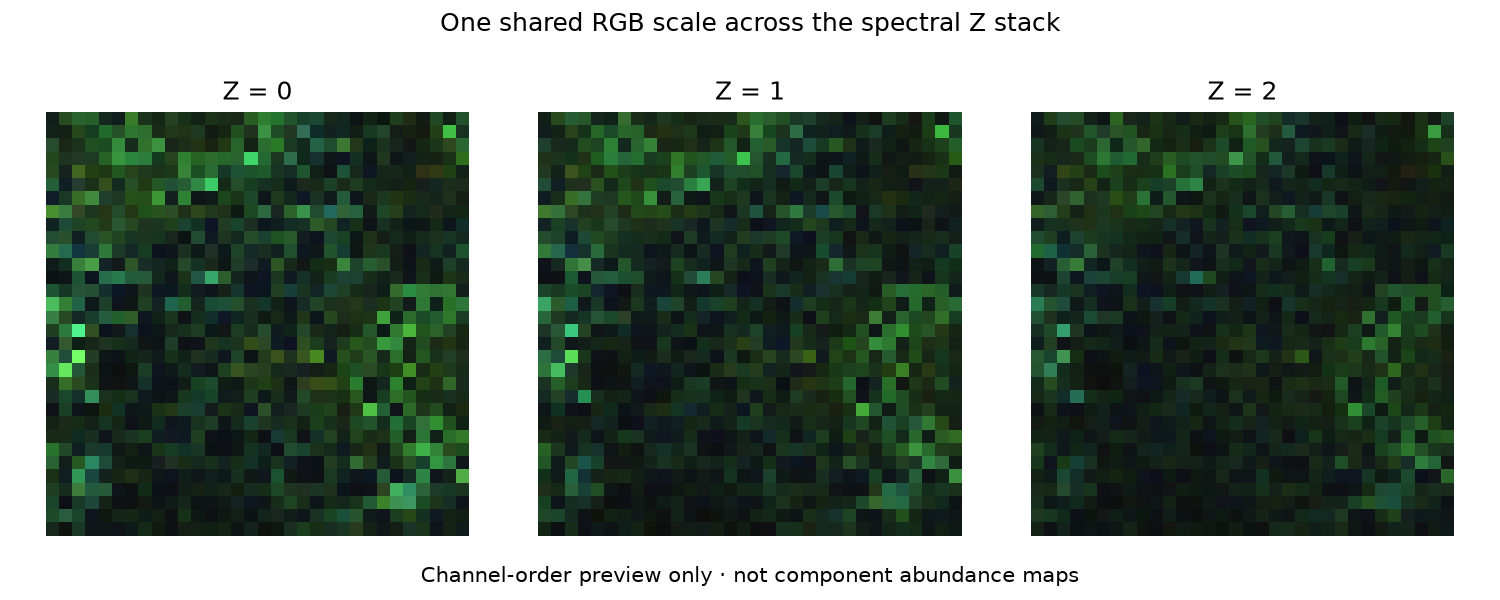 One shared RGB scale across the spectral Z stack
Z = 0
Z = 1
Z = 2
Channel-order preview only · not component abundance maps